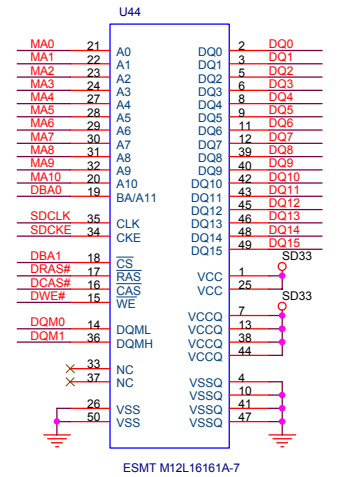 U44
MA0 21 A0 DQ0 2 DQ0
MA1 22 A1 DQ1 3 DQ1
MA2 23 A2 DQ2 5 DQ2
MA3 24 A3 DQ3 6 DQ3
MA4 27 A4 DQ4 8 DQ4
MA5 28 A5 DQ5 9 DQ5
MA6 29 A6 DQ6 11 DQ6
MA7 30 A7 DQ7 12 DQ7
MA8 31 A8 DQ8 39 DQ8
MA9 32 A9 DQ9 40 DQ9
MA10 20 A10 DQ10 42 DQ10
DBA0 19 BA/A11 DQ11 43 DQ11
DQ12 45 DQ12
SDCLK 35 CLK DQ13 46 DQ13
SDCKE 34 CKE DQ14 48 DQ14
DQ15 49 DQ15
SD33
DBA1 18 CS
DRAS# 17 RAS VCC 1
DCAS# 16 CAS VCC 25
DWE# 15 WE
SD33
VCCQ 7
DQM0 14 DQML VCCQ 13
DQM1 36 DQMH VCCQ 38
VCCQ 44
33 NC
37 NC VSSQ 4
VSSQ 10
26 VSS VSSQ 41
50 VSS VSSQ 47
ESMT M12L16161A-7